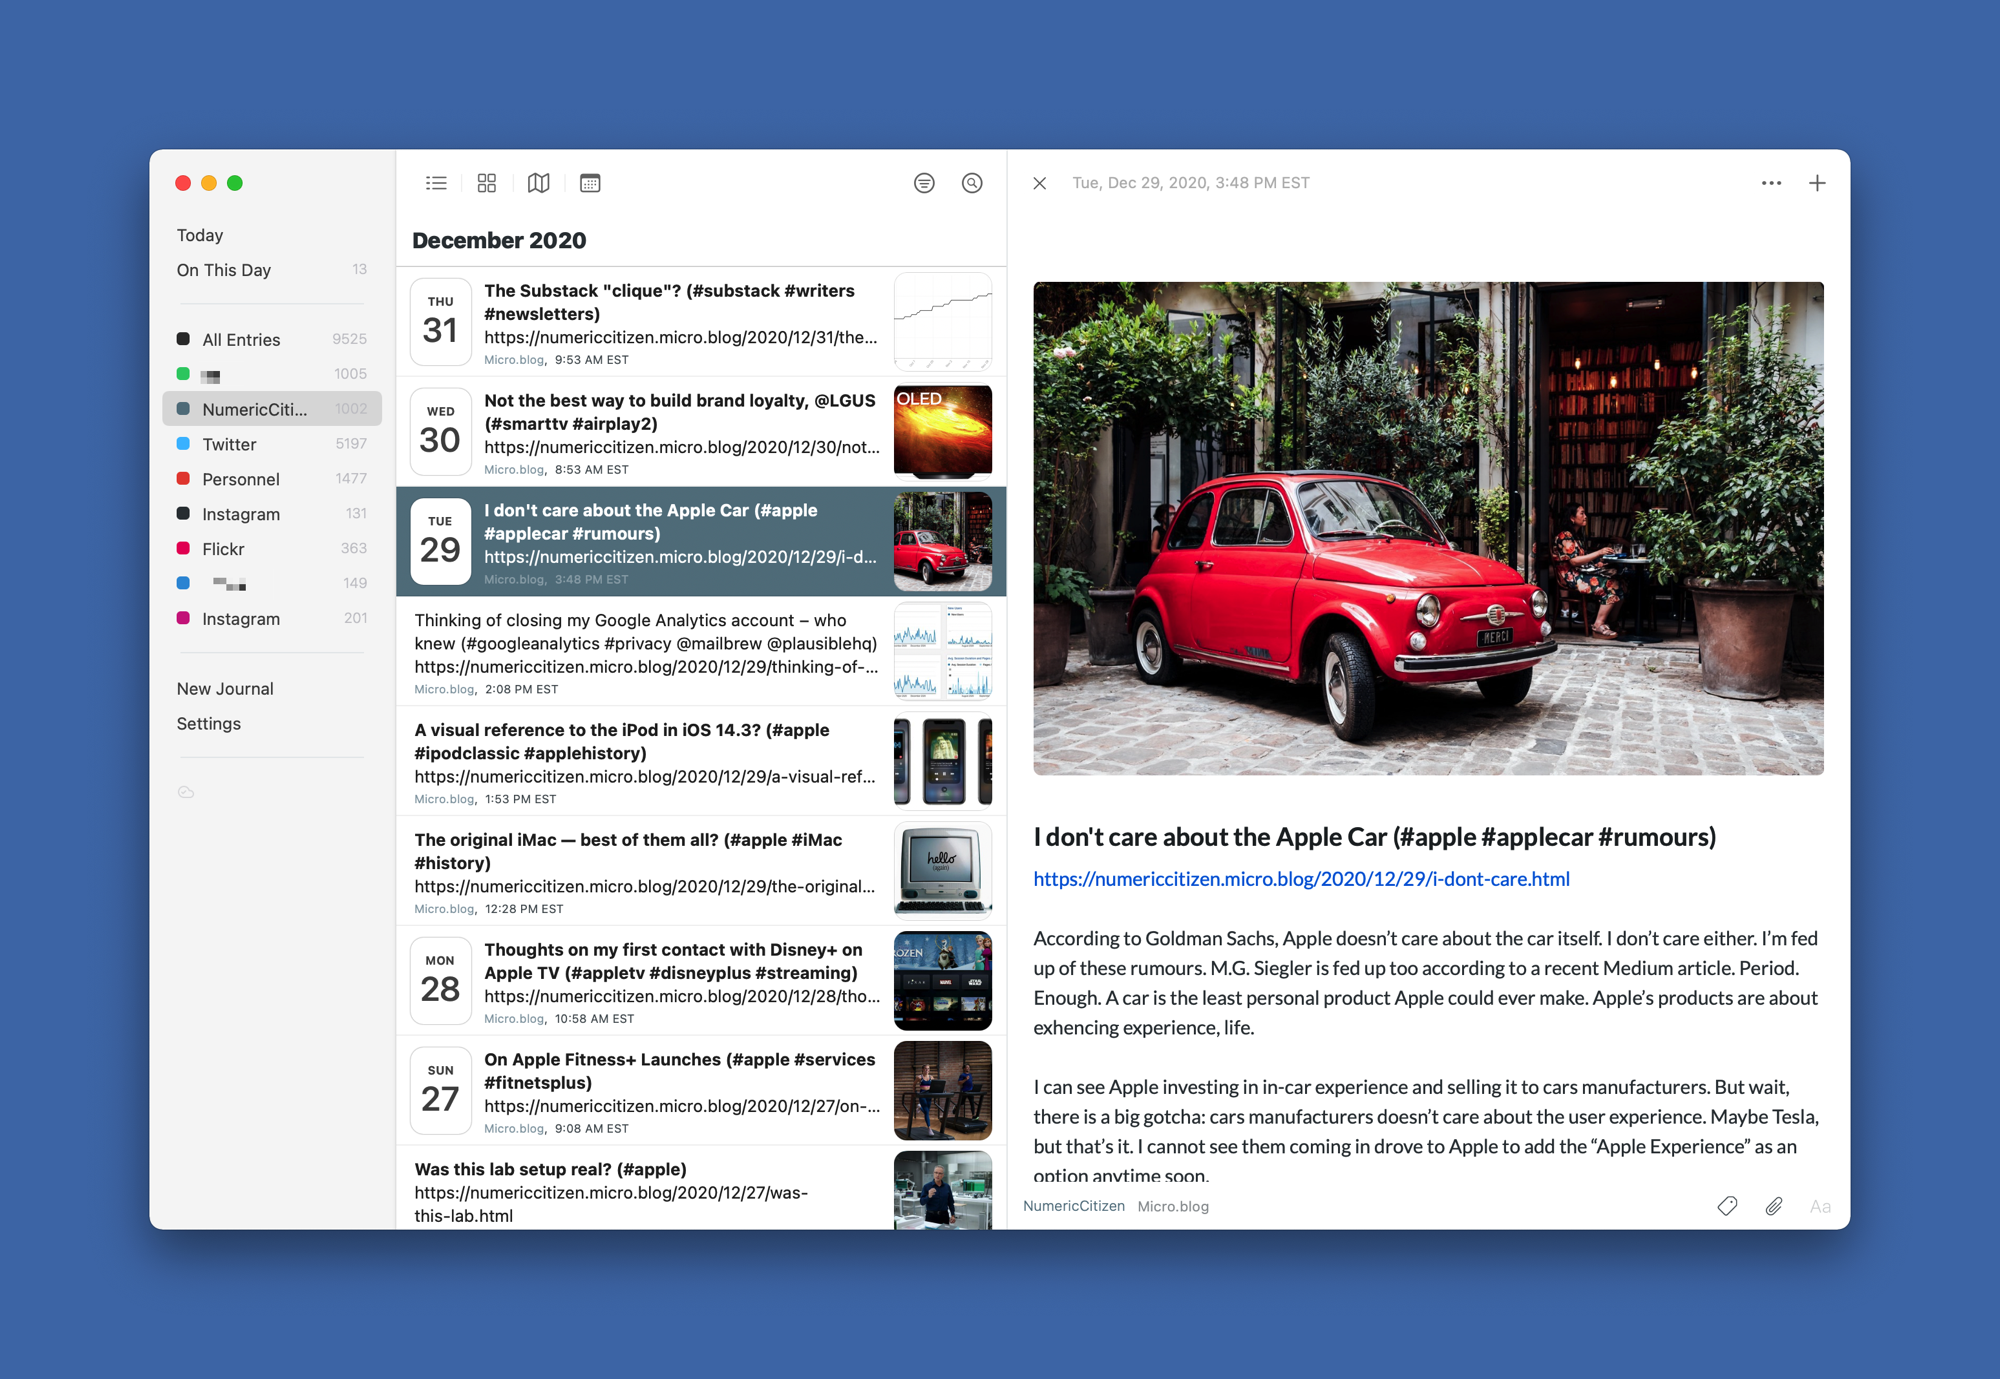 Today
On This Day 13
All Entries 9525
1005
NumericCiti... 1002
Twitter 5197
Personnel 1477
Instagram 131
Flickr 363
149
Instagram 201
New Journal
Settings
December 2020
THU
31
The Substack "clique"? (#substack #writers
#newsletters)
https://numericcitizen.micro.blog/2020/12/31/the...
Micro.blog, 9:53 AM EST
WED
30
Not the best way to build brand loyalty, @LGUS
(#smarttv #airplay2)
https://numericcitizen.micro.blog/2020/12/30/not...
Micro.blog, 8:53 AM EST
OLED
TUE
29
I don't care about the Apple Car (#apple
#applecar #rumours)
https://numericcitizen.micro.blog/2020/12/29/i-d...
Micro.blog, 3:48 PM EST
Thinking of closing my Google Analytics account – who
knew (#googleanalytics #privacy @mailbrew @plausiblehq)
https://numericcitizen.micro.blog/2020/12/29/thinking-of-...
Micro.blog, 2:08 PM EST
A visual reference to the iPod in iOS 14.3? (#apple
#ipodclassic #applehistory)
https://numericcitizen.micro.blog/2020/12/29/a-visual-ref...
Micro.blog, 1:53 PM EST
The original iMac — best of them all? (#apple #iMac
#history)
https://numericcitizen.micro.blog/2020/12/29/the-original...
Micro.blog, 12:28 PM EST
hello
(again)
MON
28
Thoughts on my first contact with Disney+ on
Apple TV (#appletv #disneyplus #streaming)
https://numericcitizen.micro.blog/2020/12/28/tho...
Micro.blog, 10:58 AM EST
OZEN
MARVEL
SUN
27
On Apple Fitness+ Launches (#apple #services
#fitnetsplus)
https://numericcitizen.micro.blog/2020/12/27/on-...
Micro.blog, 9:08 AM EST
Was this lab setup real? (#apple)
https://numericcitizen.micro.blog/2020/12/27/was-
this-lab.html
Tue, Dec 29, 2020, 3:48 PM EST
MERCI
I don't care about the Apple Car (#apple #applecar #rumours)
https://numericcitizen.micro.blog/2020/12/29/i-dont-care.html
According to Goldman Sachs, Apple doesn’t care about the car itself. I don’t care either. I’m fed
up of these rumours. M.G. Siegler is fed up too according to a recent Medium article. Period.
Enough. A car is the least personal product Apple could ever make. Apple’s products are about
exhencing experience, life.
I can see Apple investing in in-car experience and selling it to cars manufacturers. But wait,
there is a big gotcha: cars manufacturers doesn’t care about the user experience. Maybe Tesla,
but that’s it. I cannot see them coming in drove to Apple to add the “Apple Experience” as an
option anytime soon.
NumericCitizen Micro.blog
Aa